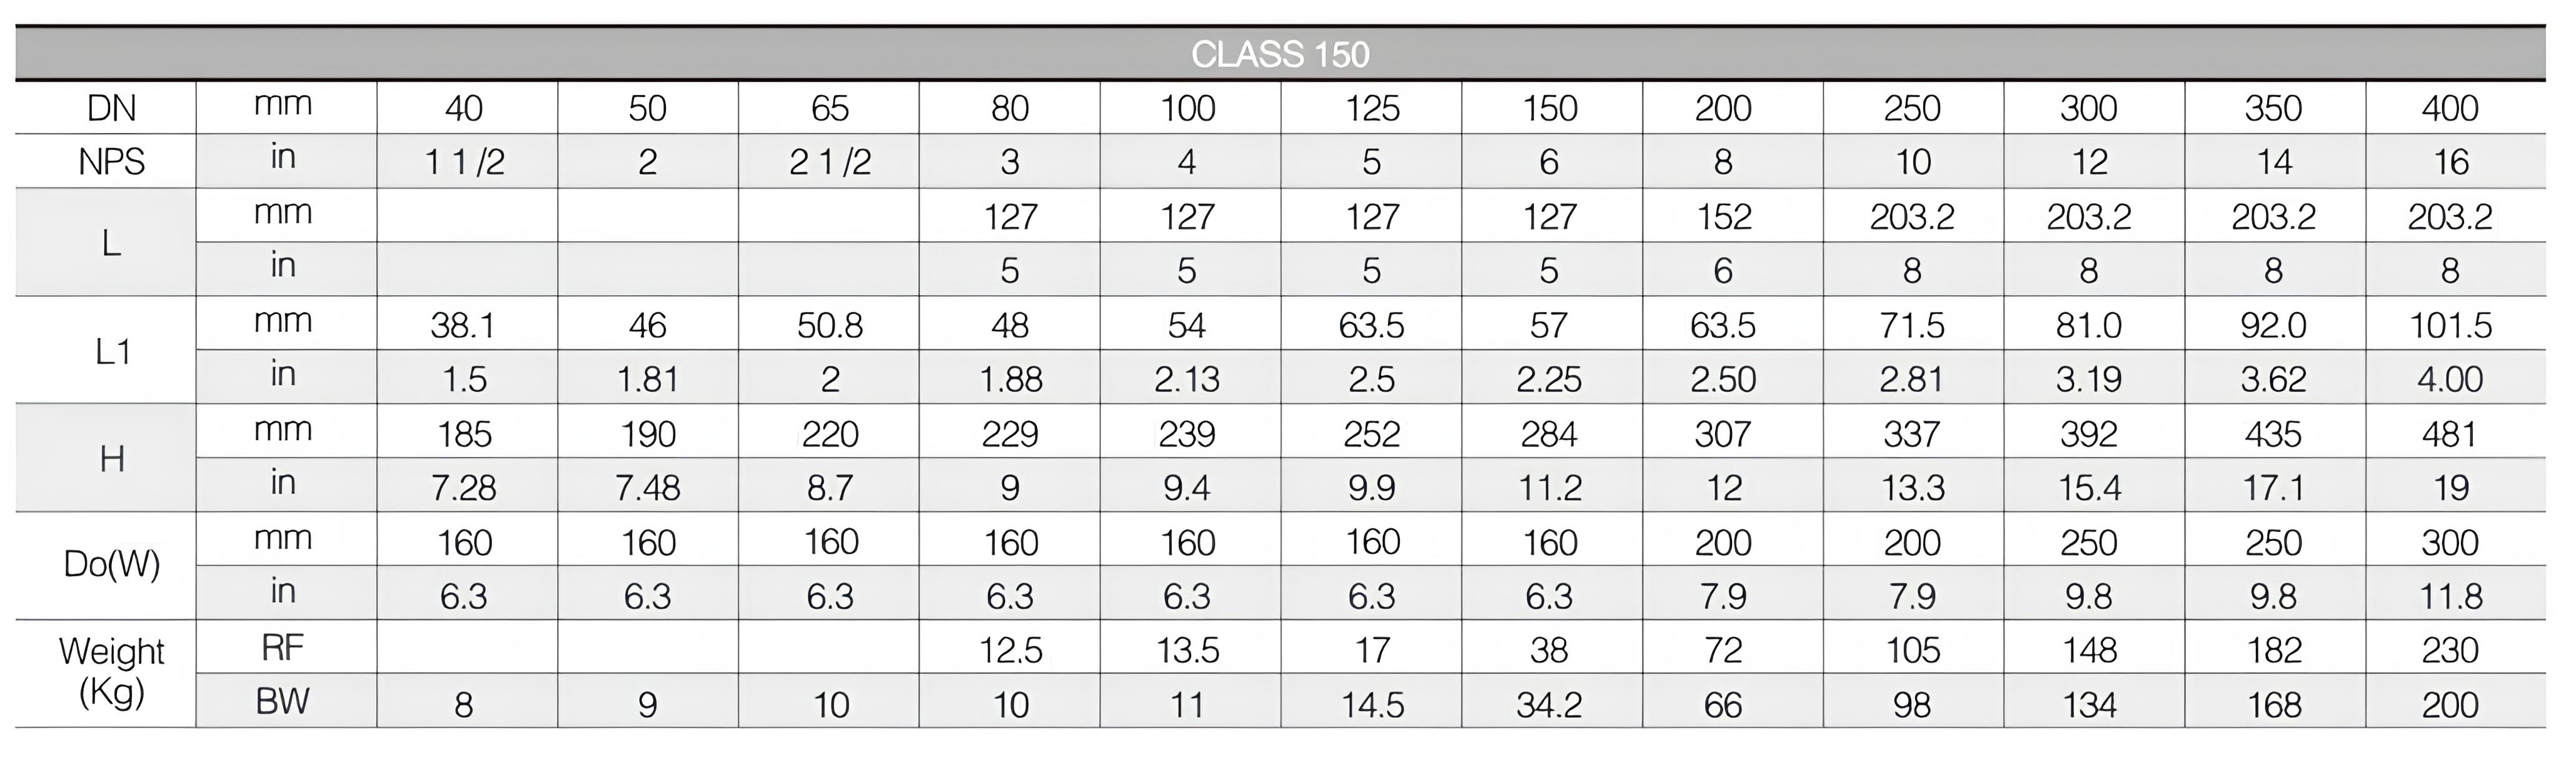 CLASS 150
DN mm 40 50 65 80 100 125 150 200 250 300 350 400
NPS in 1 1/2 2 2 1/2 3 4 5 6 8 10 12 14 16
L mm 127 127 127 127 152 203.2 203.2 203.2 203.2
in 5 5 5 5 6 8 8 8 8
L1 mm 38.1 46 50.8 48 54 63.5 57 63.5 71.5 81.0 92.0 101.5
in 1.5 1.81 2 1.88 2.13 2.5 2.25 2.50 2.81 3.19 3.62 4.00
H mm 185 190 220 229 239 252 284 307 337 392 435 481
in 7.28 7.48 8.7 9 9.4 9.9 11.2 12 13.3 15.4 17.1 19
Do(W) mm 160 160 160 160 160 160 160 200 200 250 250 300
in 6.3 6.3 6.3 6.3 6.3 6.3 6.3 7.9 7.9 9.8 9.8 11.8
Weight (Kg) RF 12.5 13.5 17 38 72 105 148 182 230
BW 8 9 10 10 11 14.5 34.2 66 98 134 168 200